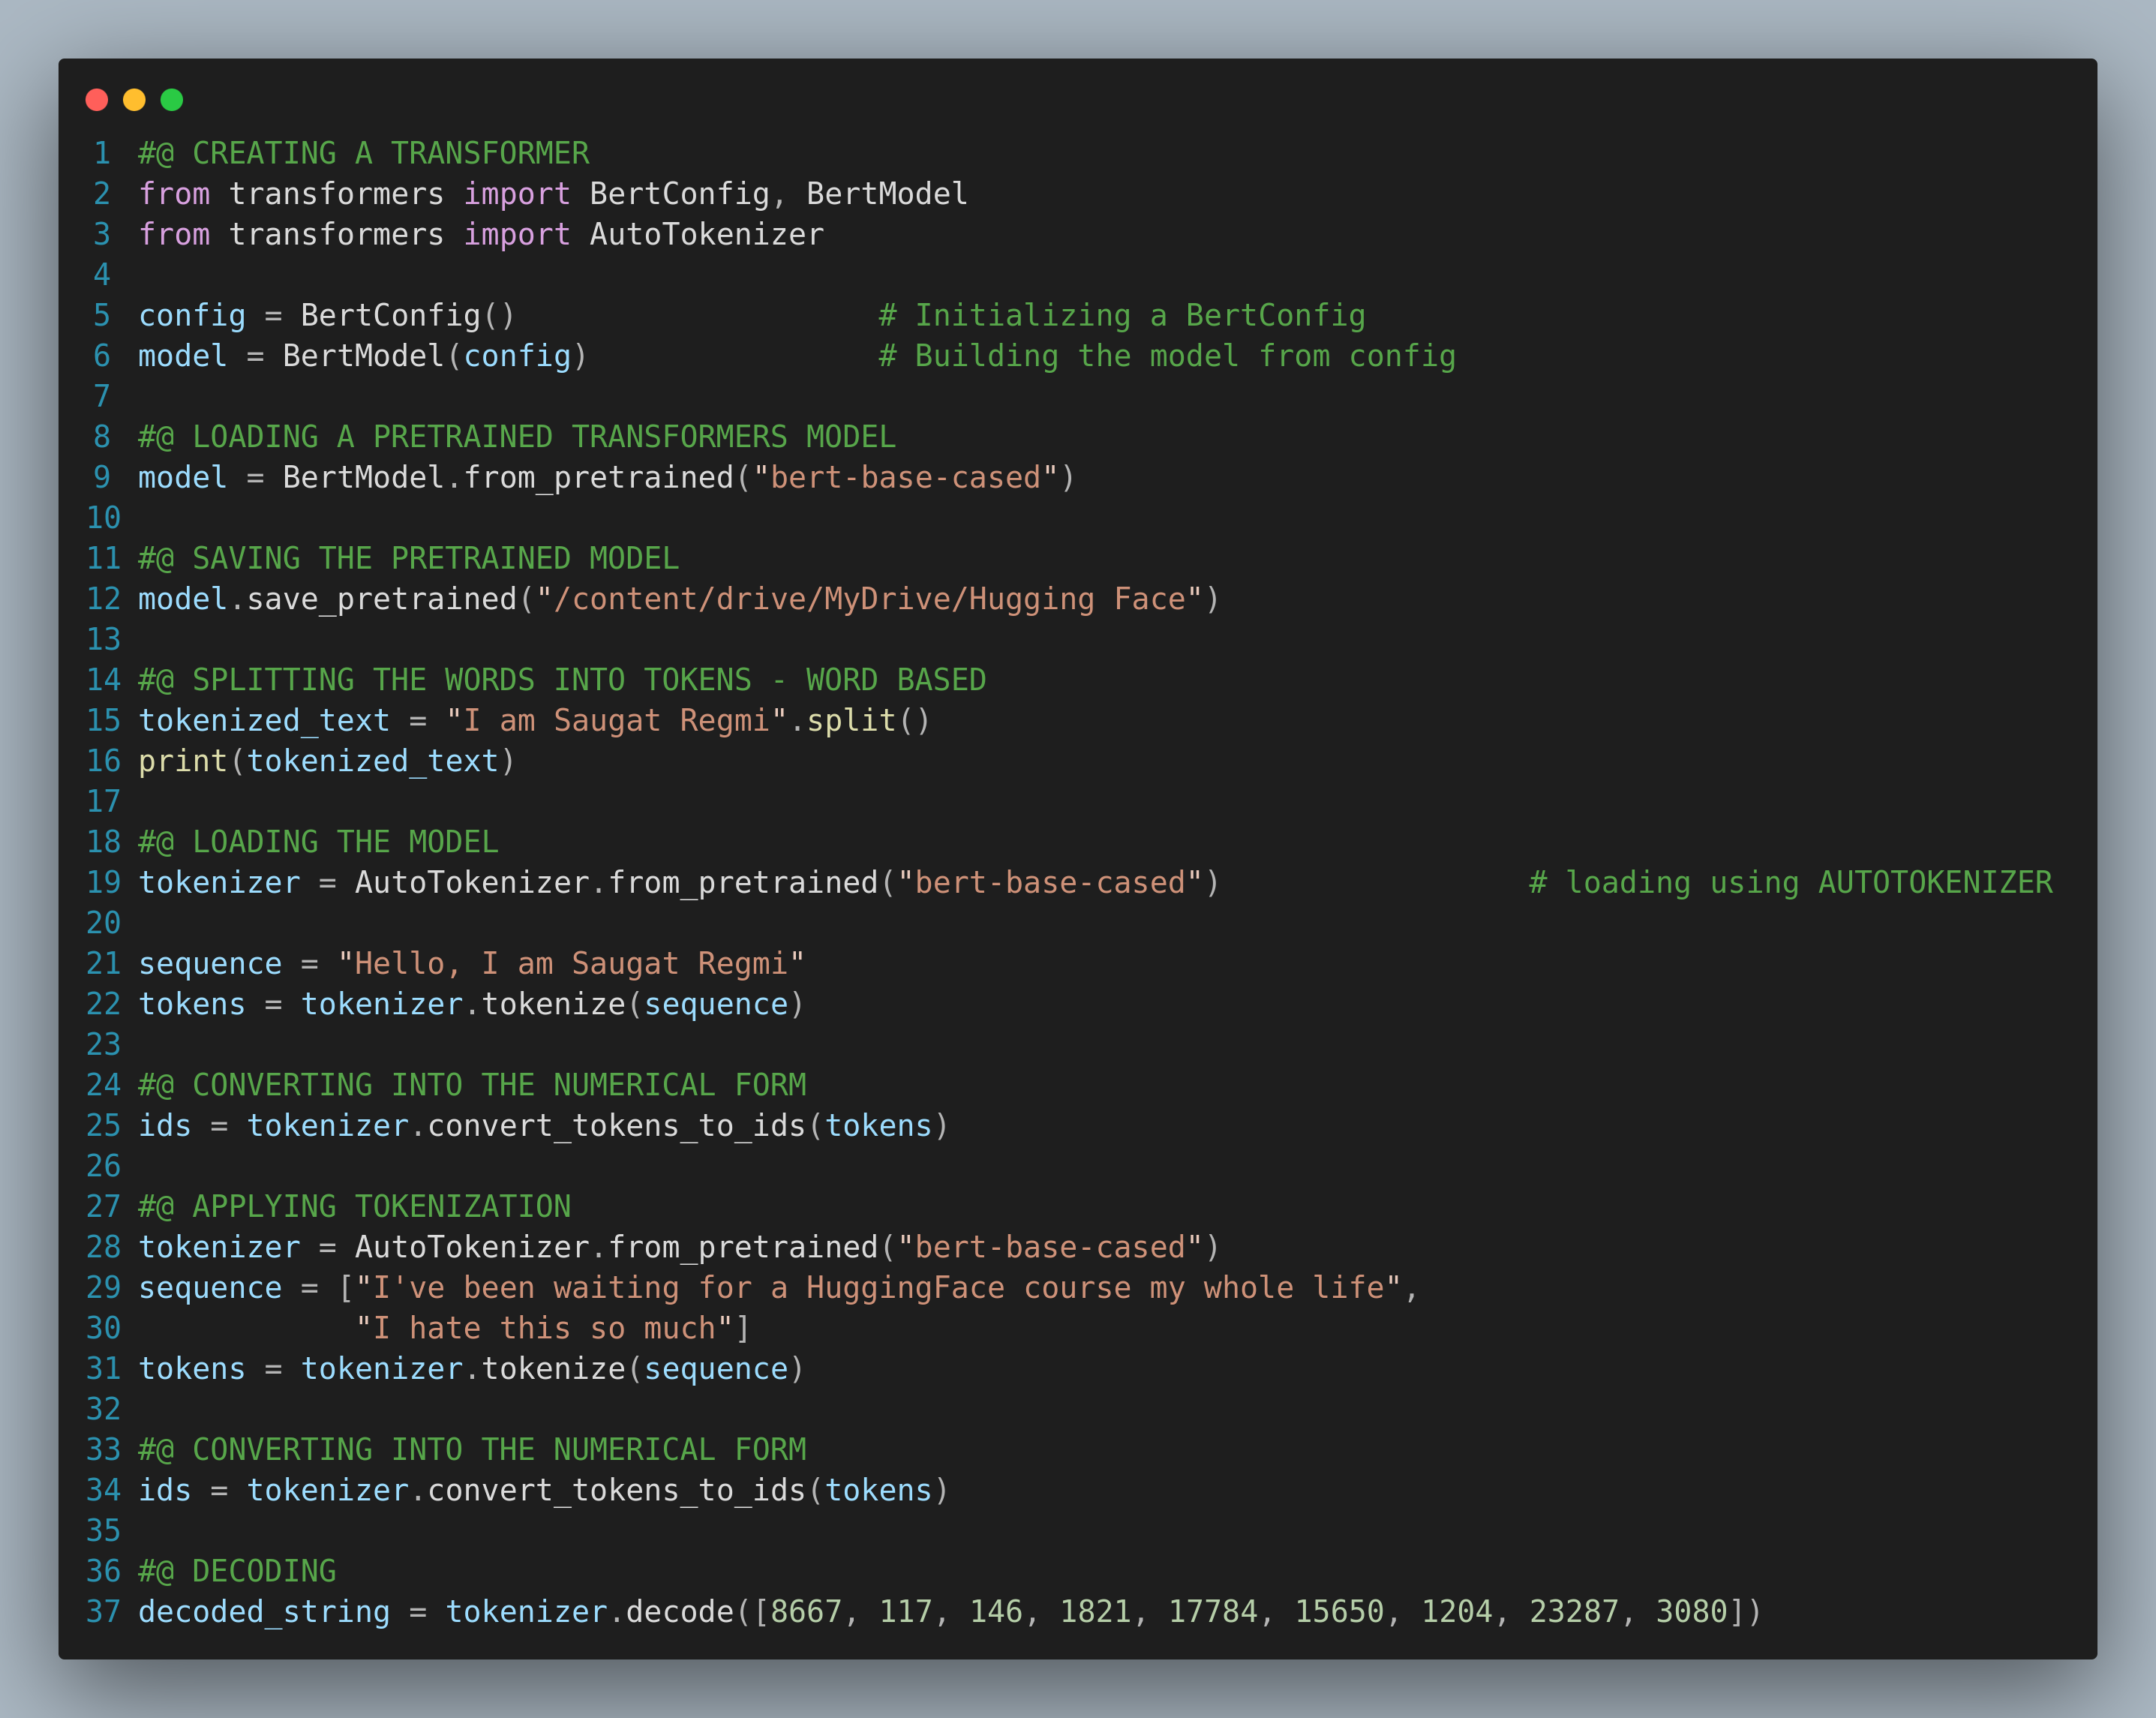 1 #@ CREATING A TRANSFORMER
2 from transformers import BertConfig, BertModel
3 from transformers import AutoTokenizer
4
5 config = BertConfig()                    # Initializing a BertConfig
6 model = BertModel(config)                # Building the model from config
7
8 #@ LOADING A PRETRAINED TRANSFORMERS MODEL
9 model = BertModel.from_pretrained("bert-base-cased")
10
11 #@ SAVING THE PRETRAINED MODEL
12 model.save_pretrained("/content/drive/MyDrive/Hugging Face")
13
14 #@ SPLITTING THE WORDS INTO TOKENS - WORD BASED
15 tokenized_text = "I am Saugat Regmi".split()
16 print(tokenized_text)
17
18 #@ LOADING THE MODEL
19 tokenizer = AutoTokenizer.from_pretrained("bert-base-cased")                 # loading using AUTOTOKENIZER
20
21 sequence = "Hello, I am Saugat Regmi"
22 tokens = tokenizer.tokenize(sequence)
23
24 #@ CONVERTING INTO THE NUMERICAL FORM
25 ids = tokenizer.convert_tokens_to_ids(tokens)
26
27 #@ APPLYING TOKENIZATION
28 tokenizer = AutoTokenizer.from_pretrained("bert-base-cased")
29 sequence = ["I've been waiting for a HuggingFace course my whole life",
30             "I hate this so much"]
31 tokens = tokenizer.tokenize(sequence)
32
33 #@ CONVERTING INTO THE NUMERICAL FORM
34 ids = tokenizer.convert_tokens_to_ids(tokens)
35
36 #@ DECODING
37 decoded_string = tokenizer.decode([8667, 117, 146, 1821, 17784, 15650, 1204, 23287, 3080])